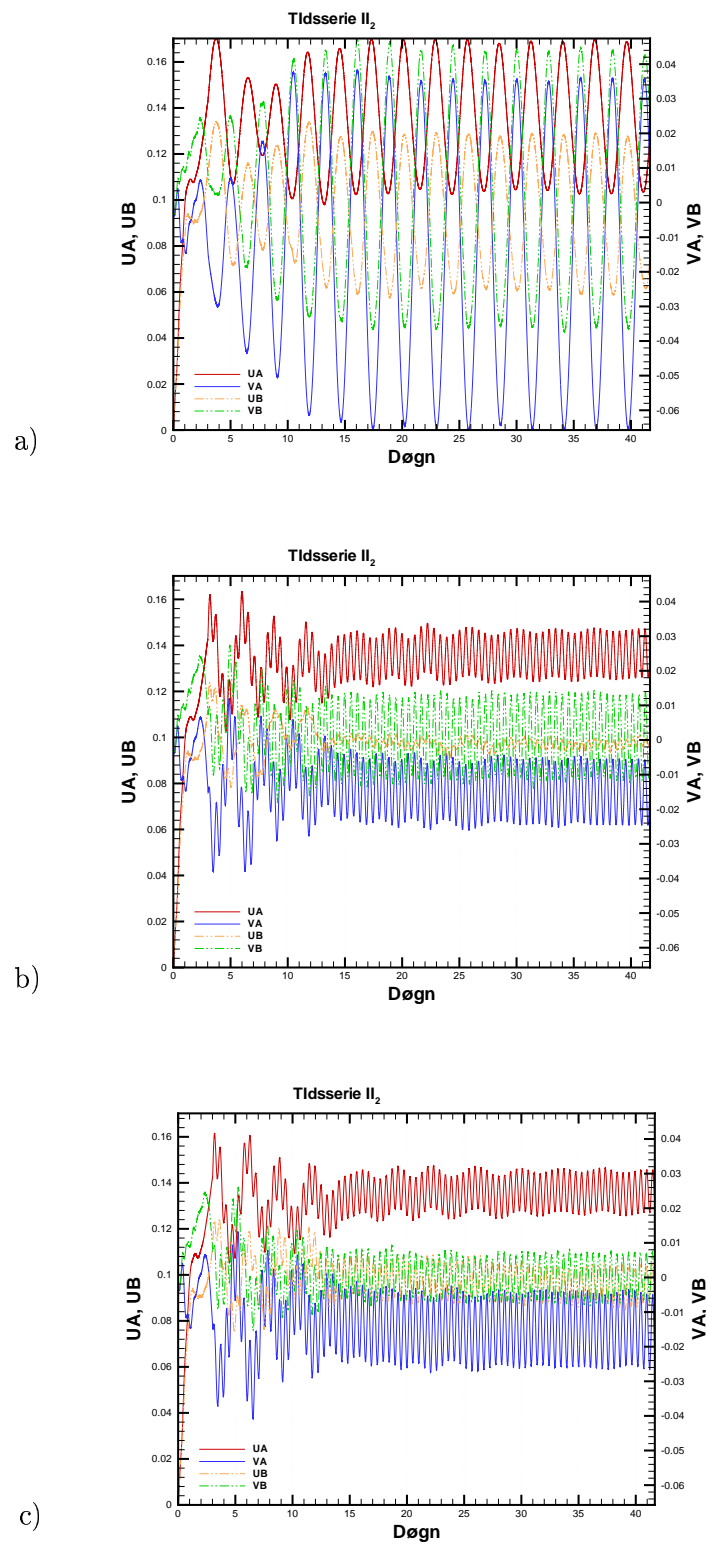 Tldsserie II2
0.16
0.14
0.12
0.1
0.08
0.06
0.04
0.02
0
UA, UB
0.04
0.03
0.02
0.01
0
-0.01
-0.02
-0.03
-0.04
-0.05
-0.06
VA, VB
UA
VA
UB
VB
0 5 10 15 20 25 30 35 40
Døgn
a)
Tldsserie II2
0.16
0.14
0.12
0.1
0.08
0.06
0.04
0.02
0
UA, UB
0.04
0.03
0.02
0.01
0
-0.01
-0.02
-0.03
-0.04
-0.05
-0.06
VA, VB
UA
VA
UB
VB
0 5 10 15 20 25 30 35 40
Døgn
b)
Tldsserie II2
0.16
0.14
0.12
0.1
0.08
0.06
0.04
0.02
0
UA, UB
0.04
0.03
0.02
0.01
0
-0.01
-0.02
-0.03
-0.04
-0.05
-0.06
VA, VB
UA
VA
UB
VB
0 5 10 15 20 25 30 35 40
Døgn
c)